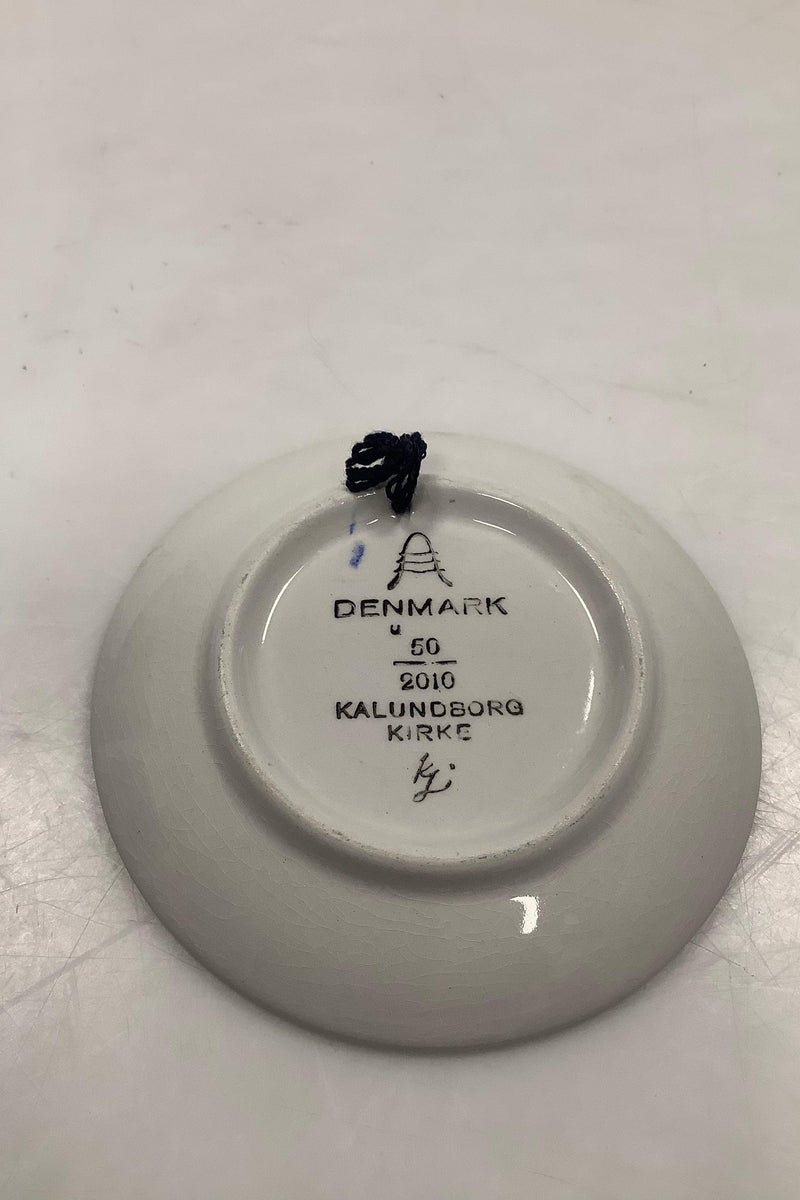 A
DENMARK
u
50
2010
KALUNDBORG
KIRKE